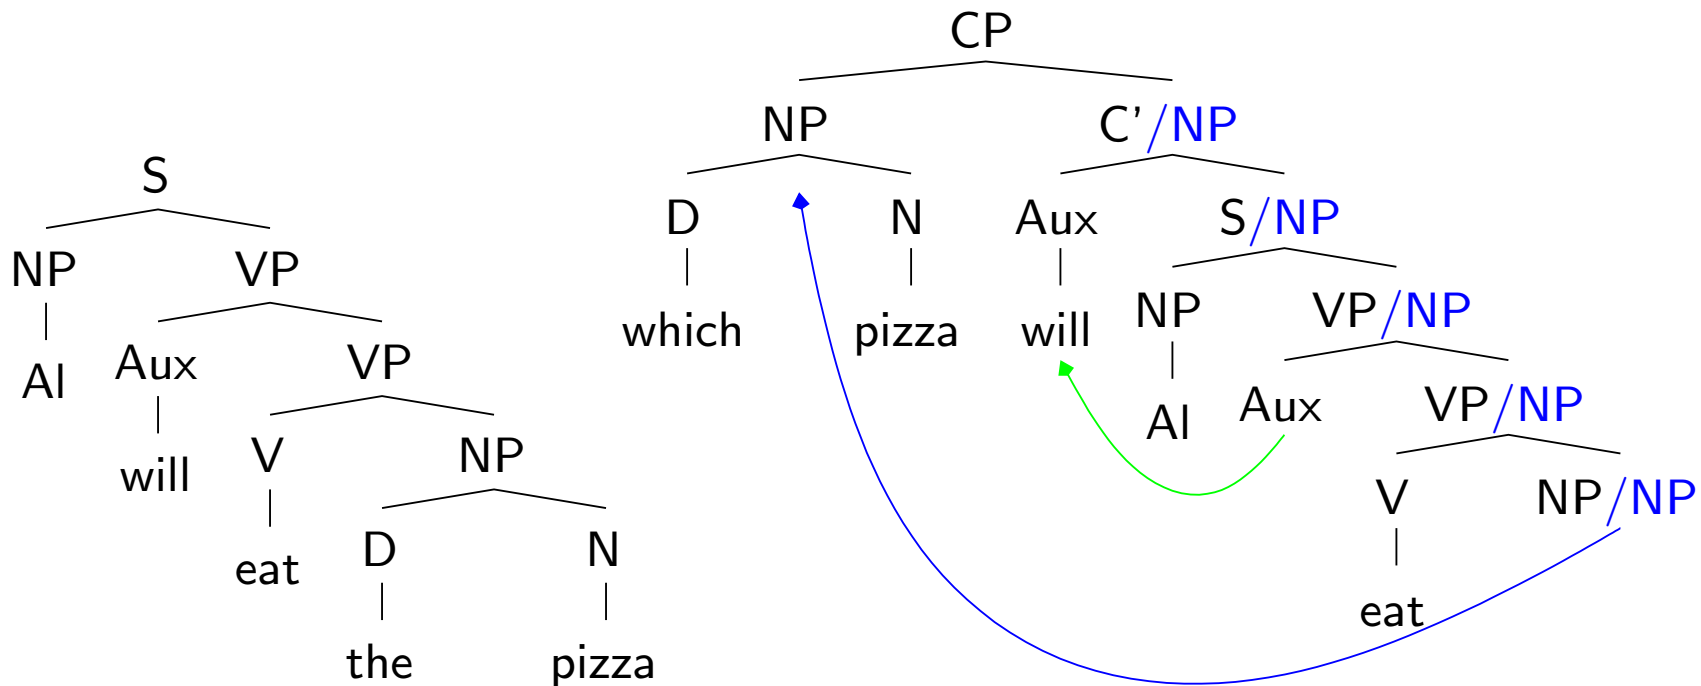 CP
NP C'/NP
S
D N Aux S/NP
NP VP
which pizza will NP VP/NP
Al Aux VP
Al Aux VP/NP
V NP
will
V NP/NP
eat D N
eat
the pizza